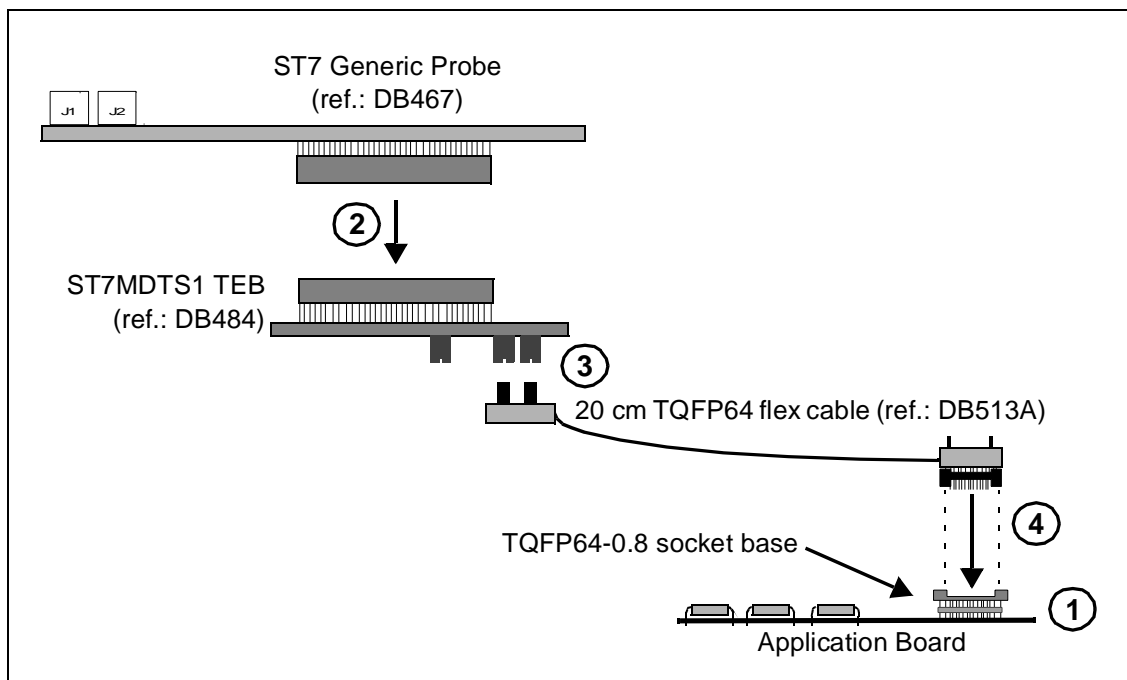 ST7 Generic Probe
(ref.: DB467)
J1 J2
2
ST7MDTS1 TEB
(ref.: DB484)
3
20 cm TQFP64 flex cable (ref.: DB513A)
4
TQFP64-0.8 socket base
1
Application Board